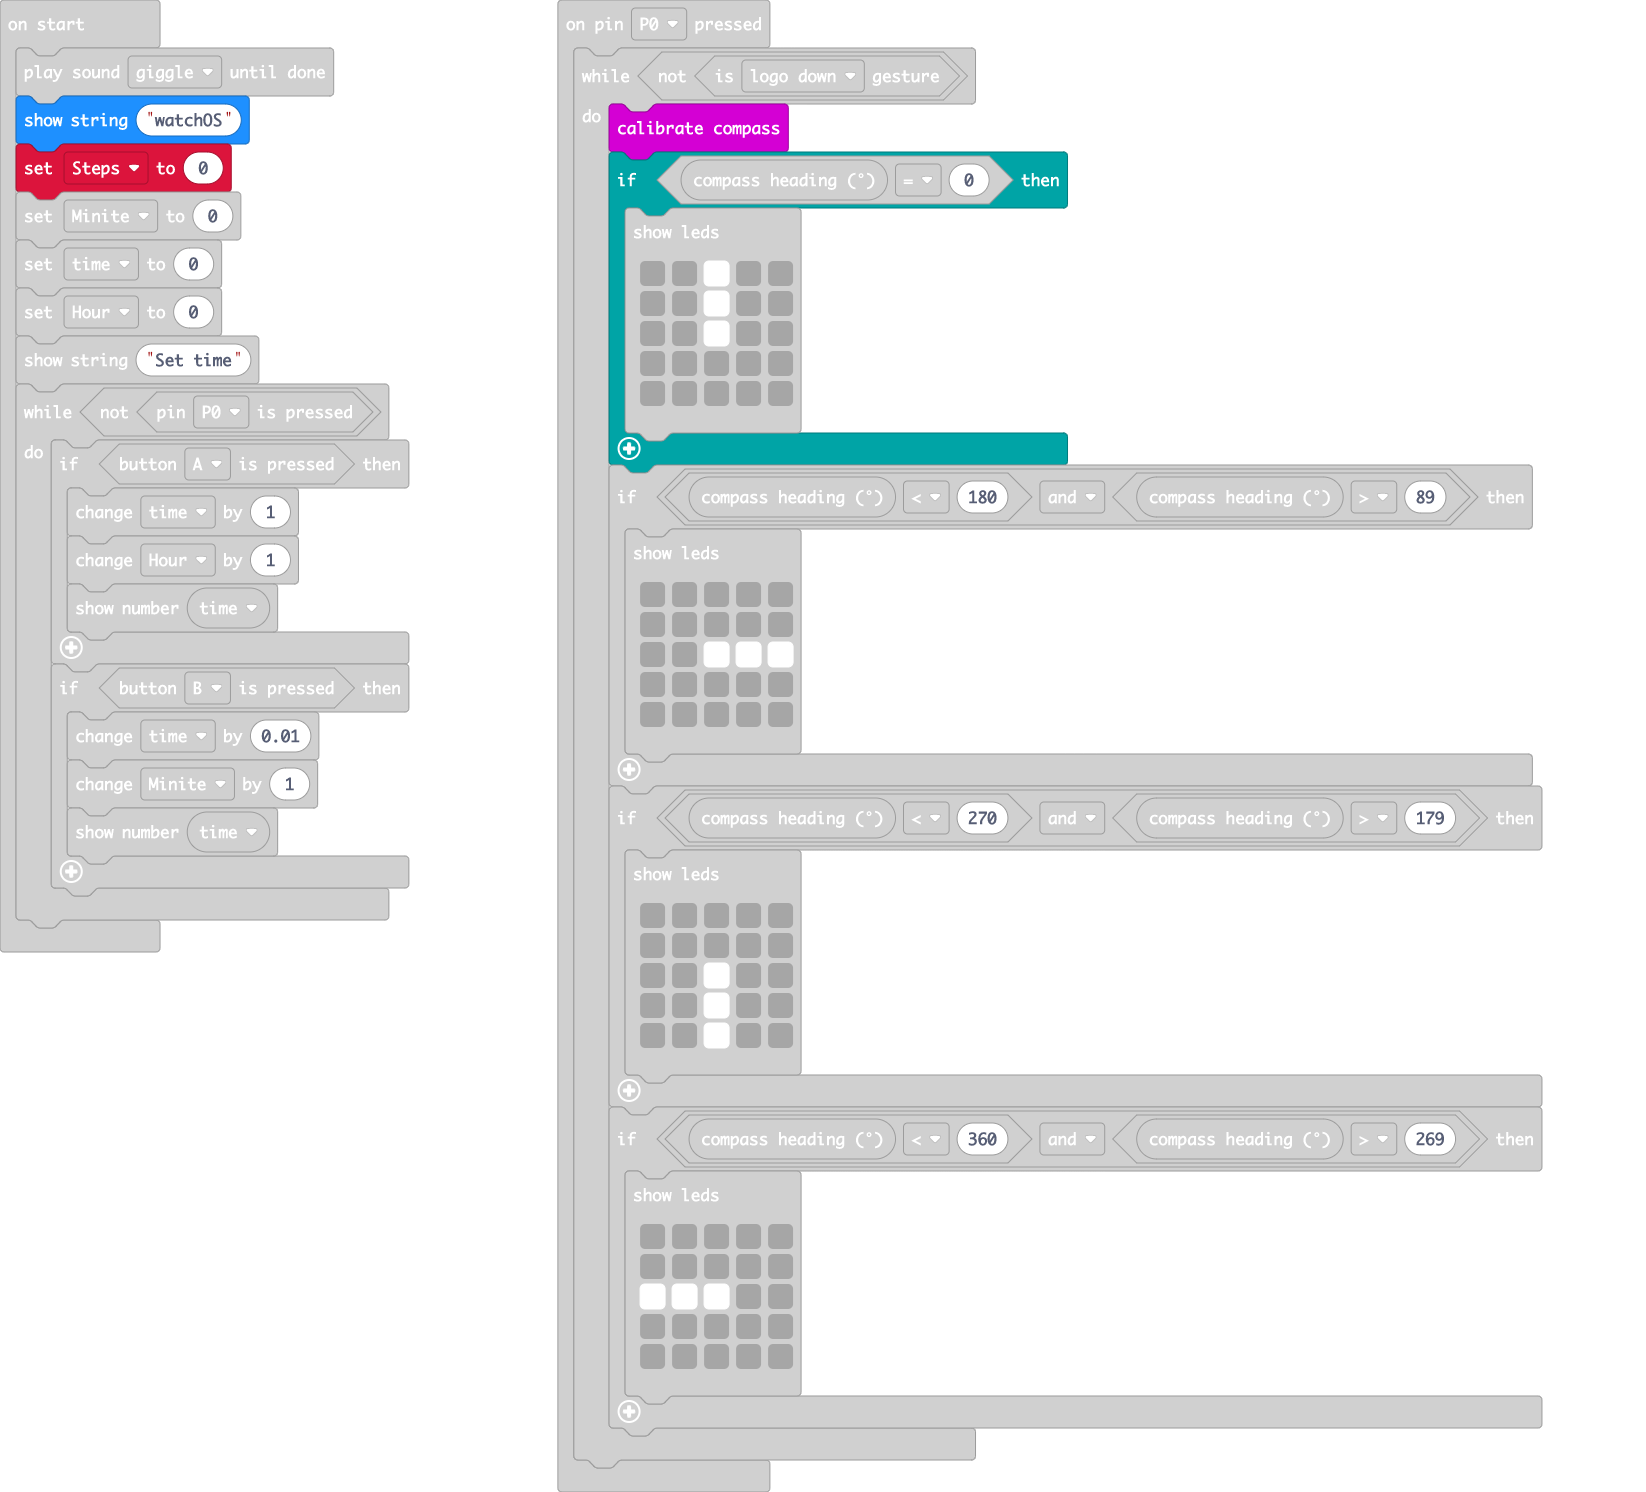 on start
play sound giggle until done
show string "watchOS"
set Steps to 0
set Minite to 0
set time to 0
set Hour to 0
show string "Set time"
while not pin P0 is pressed
do
if button A is pressed then
change time by 1
change Hour by 1
show number time
if button B is pressed then
change time by 0.01
change Minite by 1
show number time
on pin P0 pressed
while not is logo down gesture
do
calibrate compass
if compass heading (°) = 0 then
show leds
if compass heading (°) < 180 and compass heading (°) > 89 then
show leds
if compass heading (°) < 270 and compass heading (°) > 179 then
show leds
if compass heading (°) < 360 and compass heading (°) > 269 then
show leds